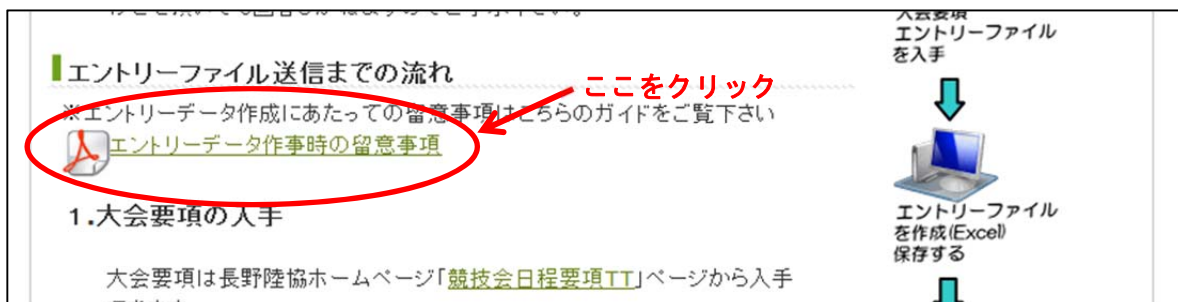 エントリーファイル送信までの流れ
ここをクリック
※エントリーデータ作成にあたっての留意事項はこちらのガイドをご覧下さい
エントリーデータ作事時の留意事項
1.大会要項の入手
大会要項は長野陸協ホームページ「競技会日程要項TT」ページから入手
大会要項
エントリーファイル
を入手
エントリーファイル
を作成(Excel)
保存する